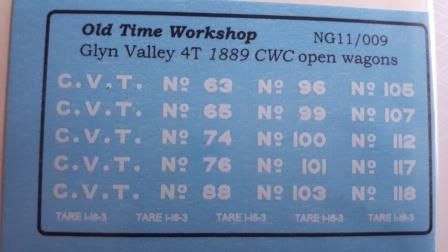 Old Time Workshop NG11/009
Glyn Valley 4T 1889 CWC open wagons
C.V.T. Nº 63 Nº 96 Nº 105
C.V.T. Nº 65 Nº 99 Nº 107
C.V.T. Nº 74 Nº 100 Nº 112
C.V.T. Nº 76 Nº 101 Nº 117
C.V.T. Nº 88 Nº 103 Nº 118
TARE 1-16-3 TARE 1-16-3 TARE 1-16-3 TARE 1-16-3 TARE 1-16-3